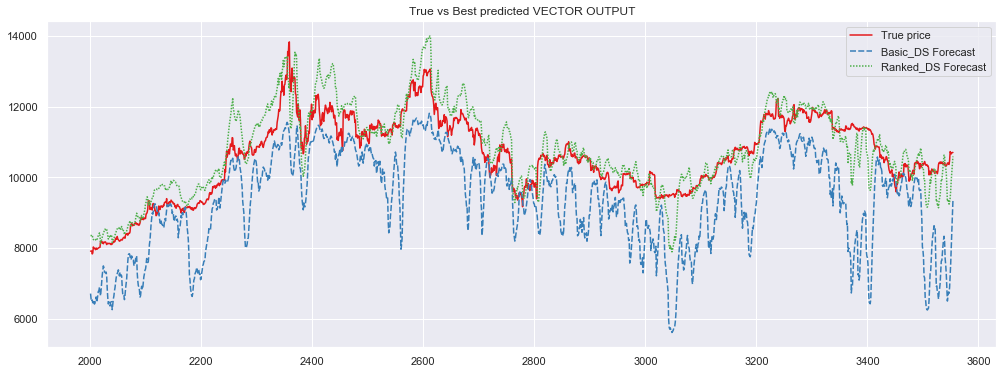 True vs Best predicted VECTOR OUTPUT
True price
Basic_DS Forecast
Ranked_DS Forecast
14000
12000
10000
8000
6000
2000 2200 2400 2600 2800 3000 3200 3400 3600